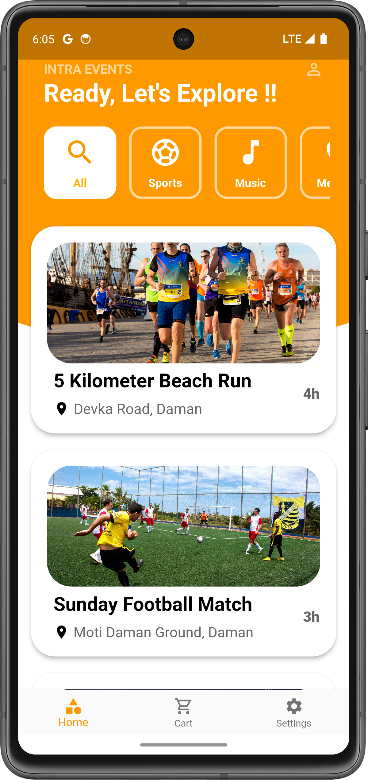 6:05
LTE
INTRA EVENTS
Ready, Let's Explore !!
All
Sports
Music
Me
5 Kilometer Beach Run
4h
Devka Road, Daman
Sunday Football Match
3h
Moti Daman Ground, Daman
Home
Cart
Settings